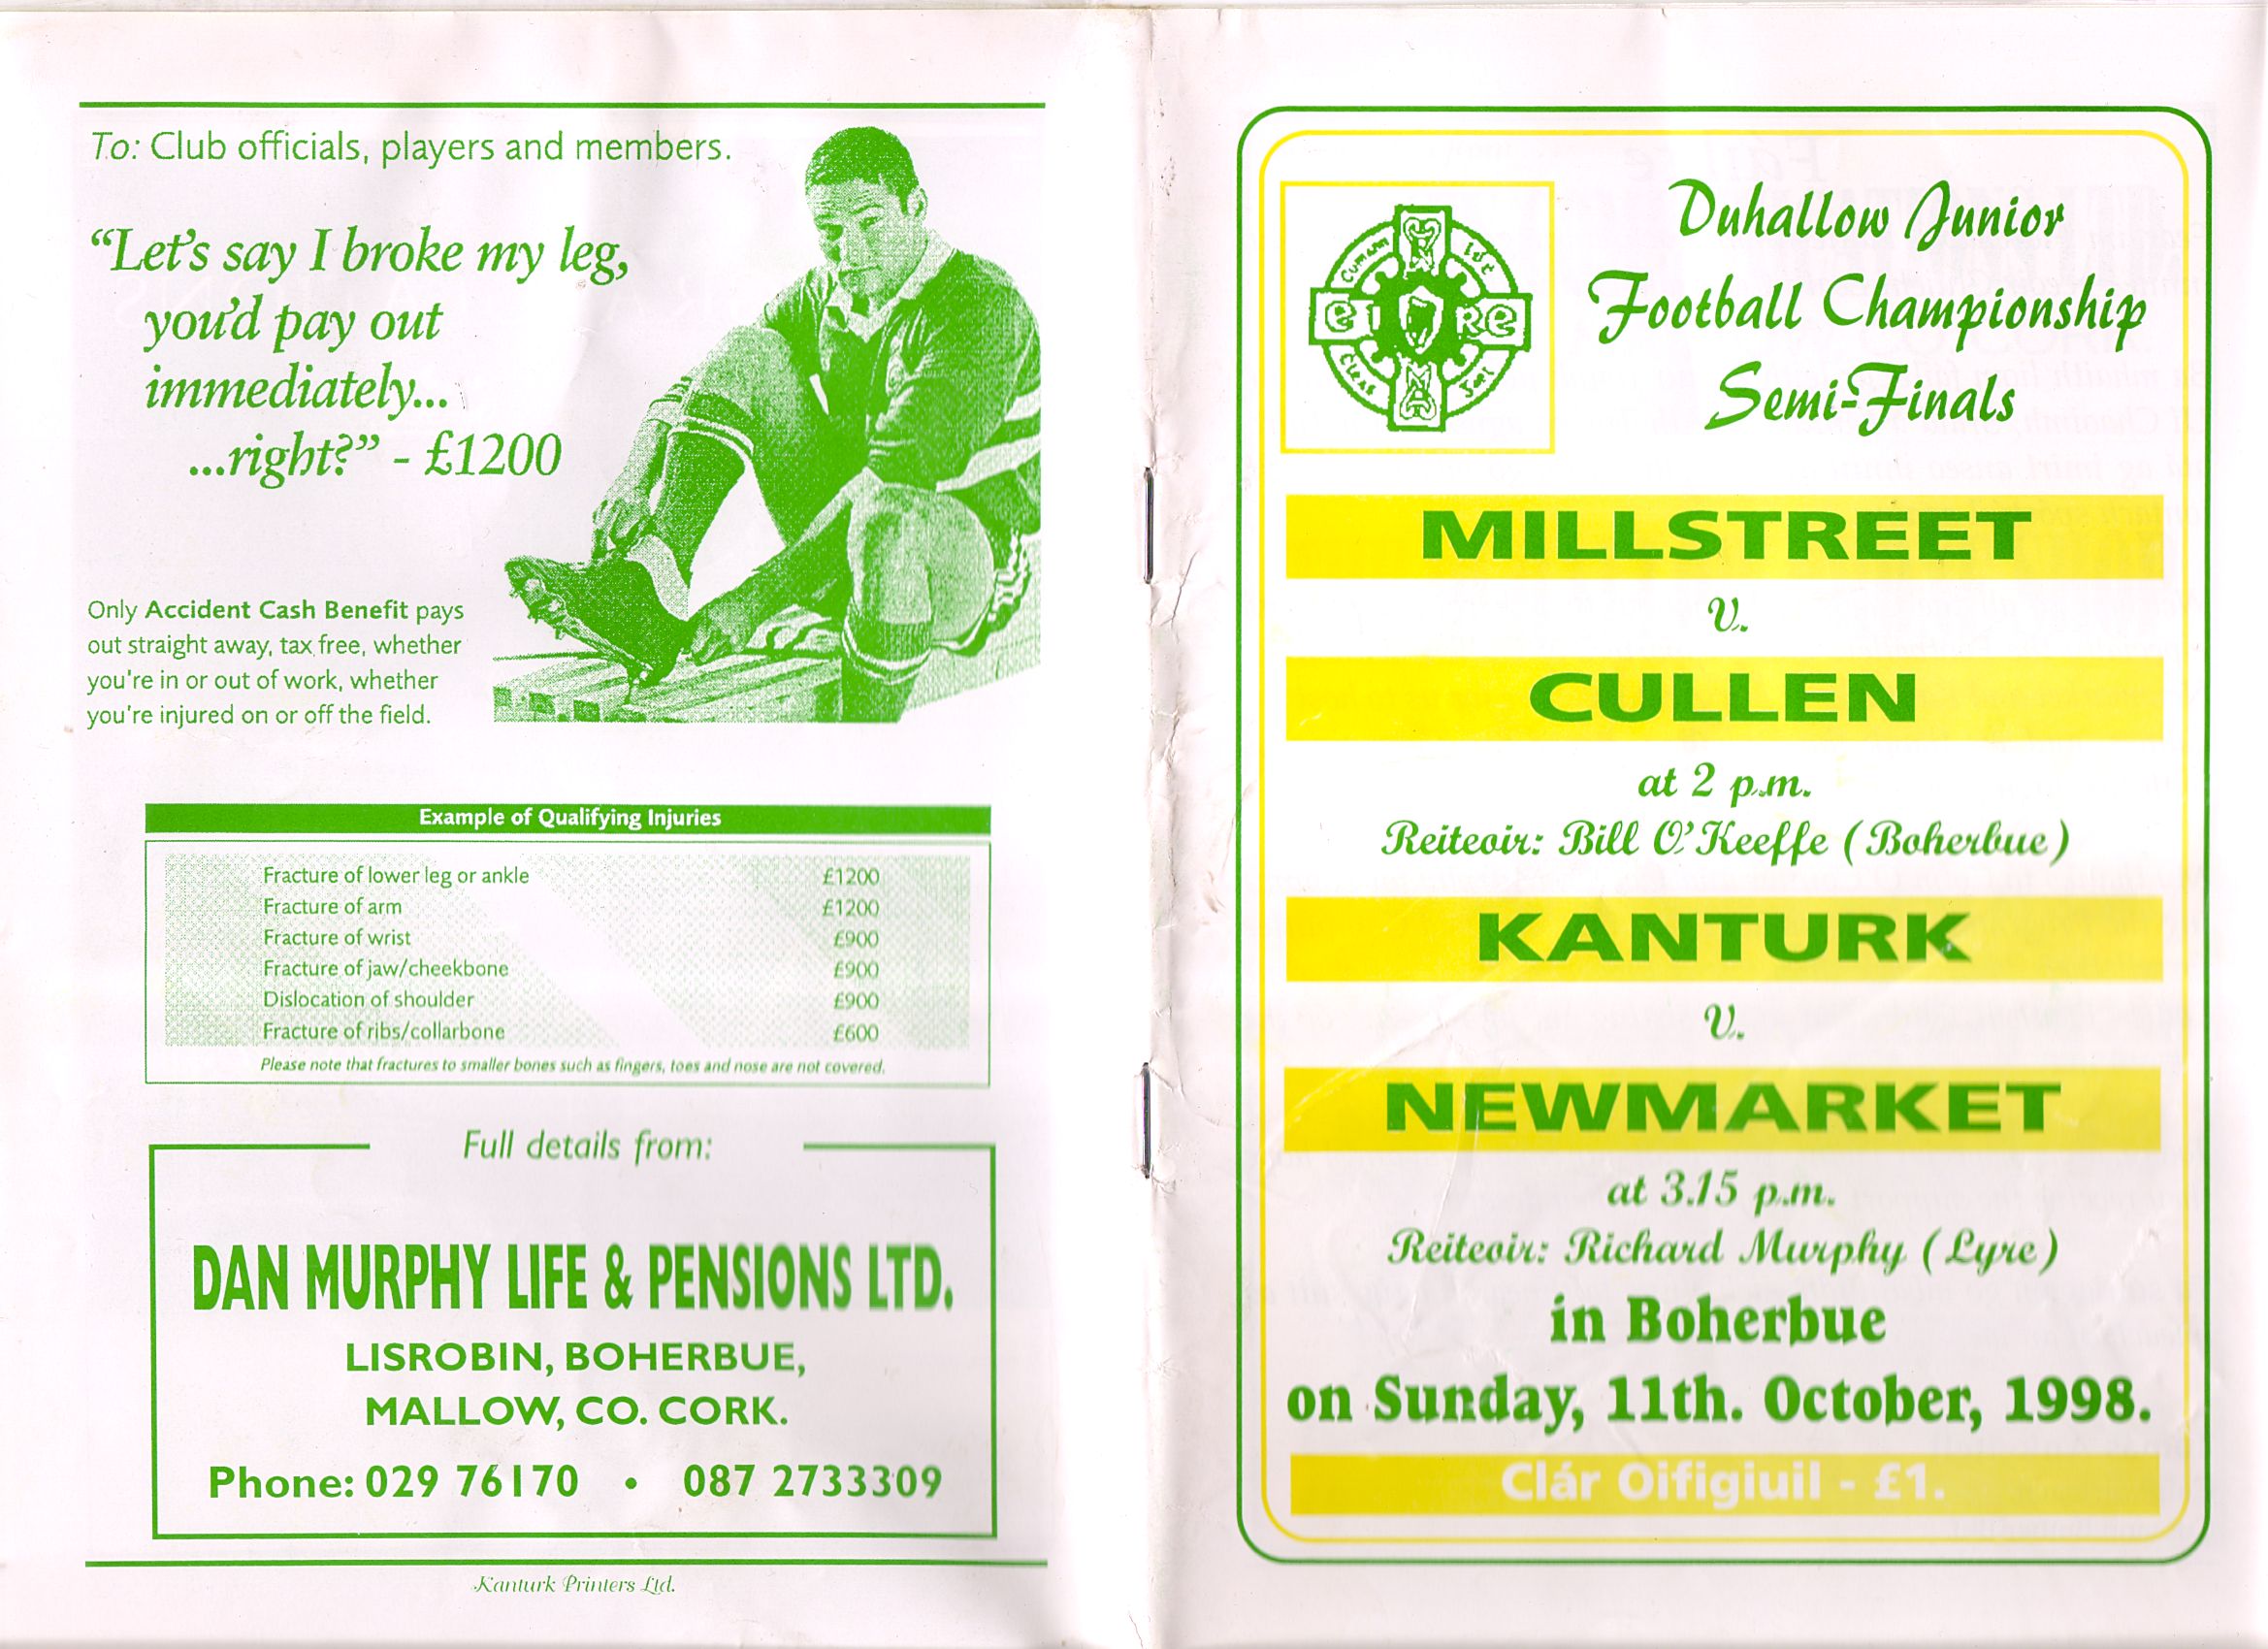 To: Club officials, players and members.
“Let's say I broke my leg,
you'd pay out
immediately...
...right?” - £1200
Only Accident Cash Benefit pays
out straight away, tax free, whether
you're in or out of work, whether
you're injured on or off the field.
Example of Qualifying Injuries
Fracture of lower leg or ankle £1200
Fracture of arm £1200
Fracture of wrist £900
Fracture of jaw/cheekbone £900
Dislocation of shoulder £900
Fracture of ribs/collarbone £600
Please note that fractures to smaller bones such as fingers, toes and nose are not covered.
Full details from:
DAN MURPHY LIFE & PENSIONS LTD.
LISROBIN, BOHERBUE,
MALLOW, CO. CORK.
Phone: 029 76170 • 087 2733309
Kanturk Printers Ltd.
Duhallow Junior
Football Championship
Semi-Finals
Cumann
eiRe
MILLSTREET
v.
CULLEN
at 2 p.m.
Reiteoir: Bill O'Keeffe (Boherbue)
KANTURK
v.
NEWMARKET
at 3.15 p.m.
Reiteoir: Richard Murphy (Lyre)
in Boherbue
on Sunday, 11th. October, 1998.
Clár Oifigiuil - £1.